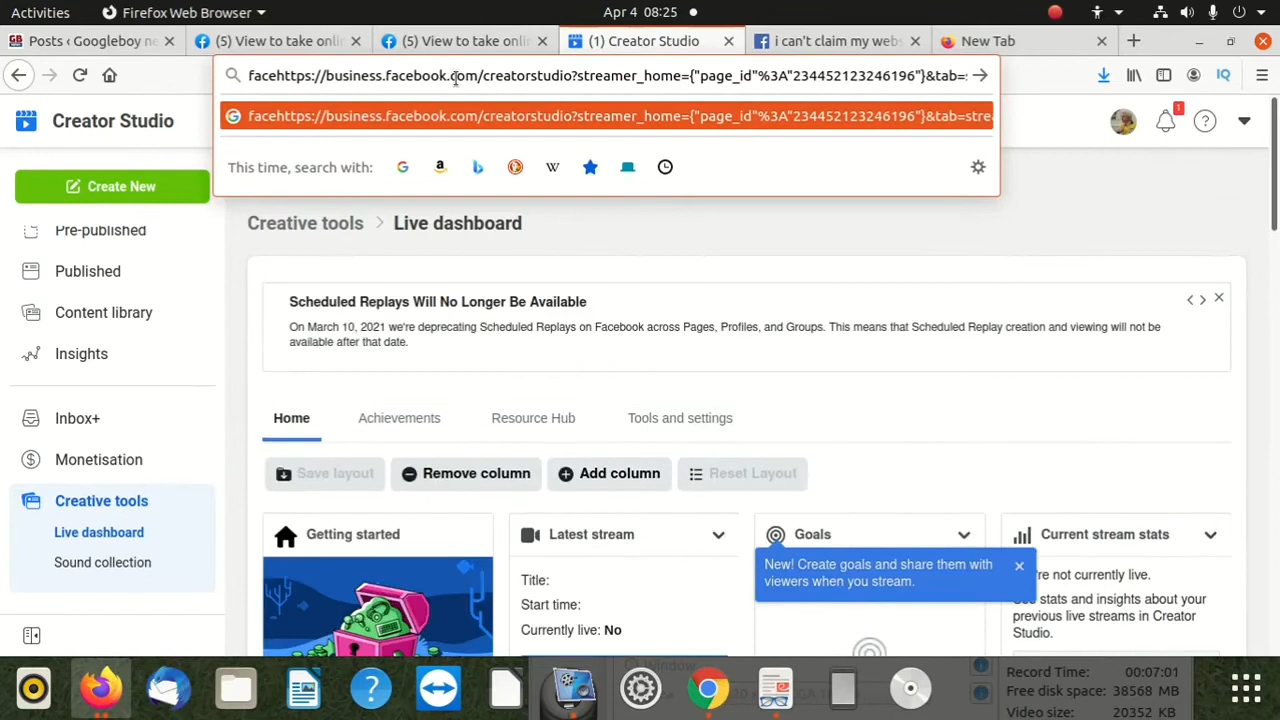 Activities Firefox Web Browser Apr 4 08:25
Posts ‹ Googleboy ne (5) View to take onlin (5) View to take onlin (1) Creator Studio i can't claim my webs New Tab
facehttps://business.facebook.com/creatorstudio?streamer_home={"page_id"%3A"234452123246196"}&tab=s
IQ
facehttps://business.facebook.com/creatorstudio?streamer_home={"page_id"%3A"234452123246196"}&tab=strea
Creator Studio
1
This time, search with:
Create New
Pre-published
Published
Content library
Insights
Inbox+
Monetisation
Creative tools
Live dashboard
Sound collection
Creative tools > Live dashboard
Scheduled Replays Will No Longer Be Available
On March 10, 2021 we're deprecating Scheduled Replays on Facebook across Pages, Profiles, and Groups. This means that Scheduled Replay creation and viewing will not be
available after that date.
Home Achievements Resource Hub Tools and settings
Save layout Remove column Add column Reset Layout
Getting started
Latest stream
Title:
Start time:
Currently live: No
Goals
New! Create goals and share them with
viewers when you stream.
Current stream stats
're not currently live.
stats and insights about your
previous live streams in Creator
Studio.
Window
Record Time: 00:07:01
Free disk space: 38568 MB
Video size: 20352 KB